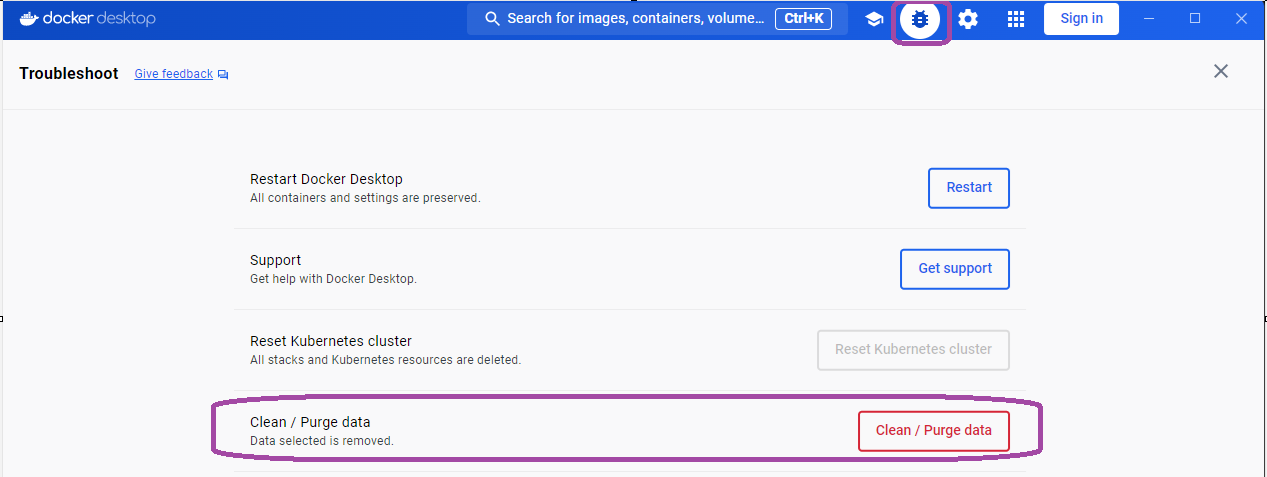 docker desktop
Search for images, containers, volume... Ctrl+K
Sign in
Troubleshoot Give feedback
Restart Docker Desktop
All containers and settings are preserved.
Restart
Support
Get help with Docker Desktop.
Get support
Reset Kubernetes cluster
All stacks and Kubernetes resources are deleted.
Reset Kubernetes cluster
Clean / Purge data
Data selected is removed.
Clean / Purge data